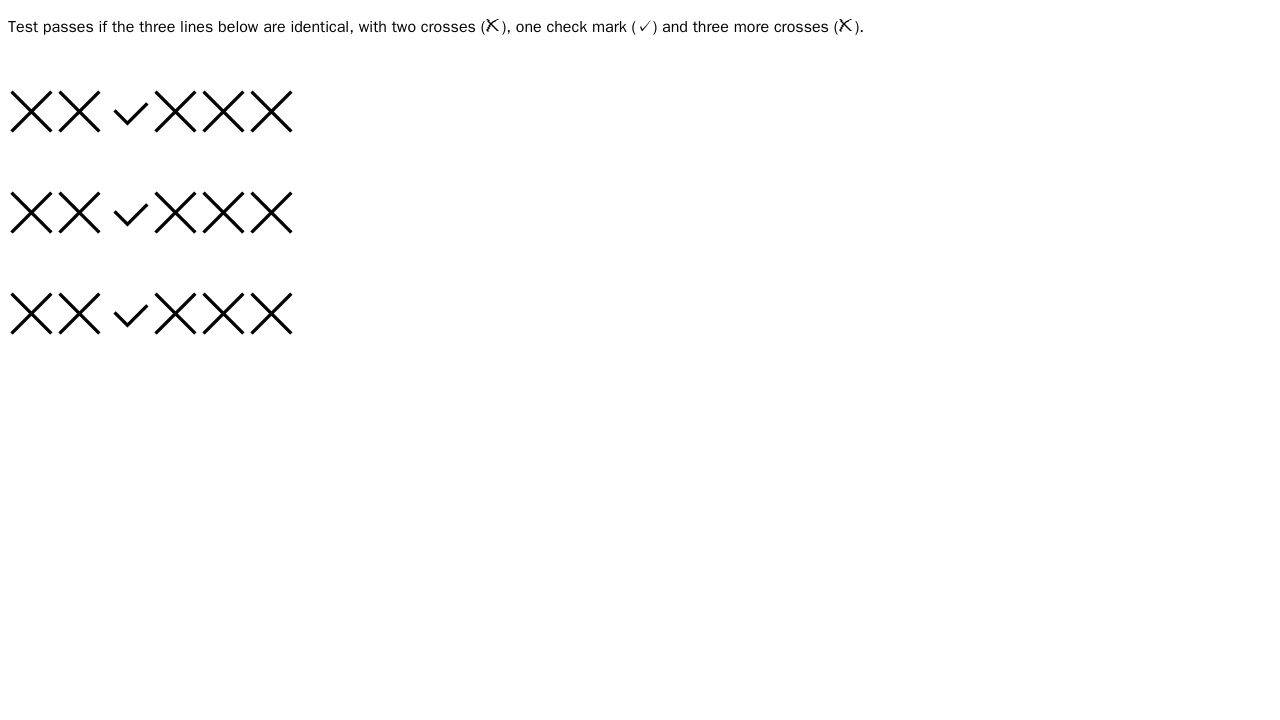 Test passes if the three lines below are identical, with two crosses (☓), one check mark (✓) and three more crosses (☓).
☓☓✓☓☓☓
☓☓✓☓☓☓
☓☓✓☓☓☓